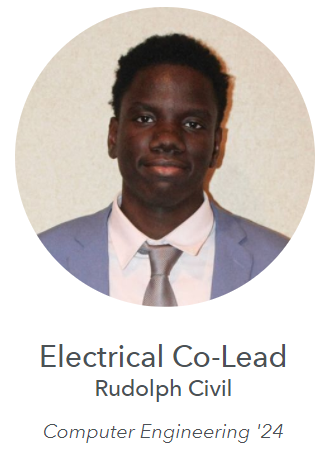 Electrical Co-Lead
Rudolph Civil
Computer Engineering '24